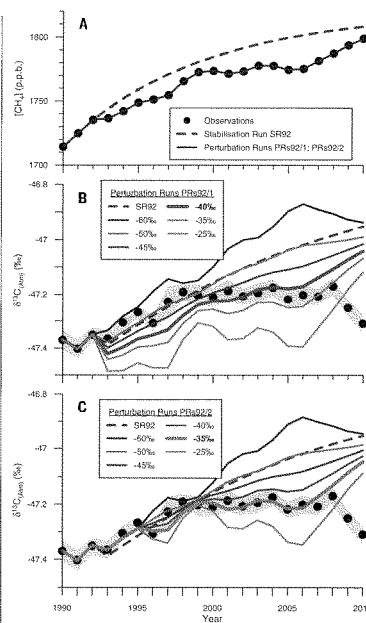 A
1800
1750
1700
[CH₄] (p.p.b.)
Observations
Stabilisation Run SR92
Perturbation Runs PRs92/1; PRs92/2
B
-46.8
-47
-47.2
-47.4
δ¹³C(Atm) (‰)
Perturbation Runs PRs92/1
SR92 -40‰
-60‰ -35‰
-50‰ -25‰
-45‰
C
-46.8
-47
-47.2
-47.4
δ¹³C(Atm) (‰)
Perturbation Runs PRs92/2
SR92 -40‰
-60‰ -35‰
-50‰ -25‰
-45‰
1990 1995 2000 2005 201
Year